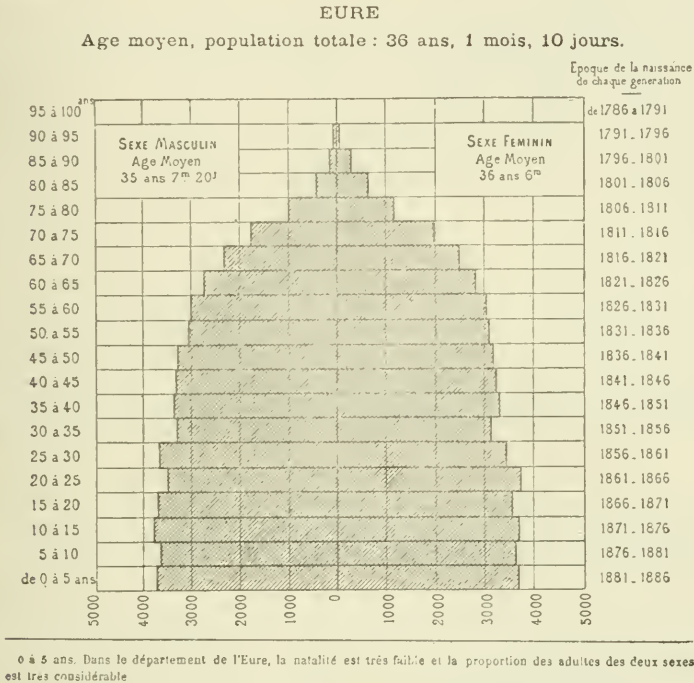 EURE
Age moyen, population totale : 36 ans, 1 mois, 10 jours.
Epoque de la naissance
de chaque generation
ans
95 à 100
de 1786 a 1791
90 à 95
1791 _ 1796
85 à 90
1796 _ 1801
80 à 85
1801 _ 1806
75 à 80
1806 _ 1811
70 a 75
1811 _ 1816
65 à 70
1816 _ 1821
60 à 65
1821 _ 1826
55 à 60
1826 _ 1831
50 a 55
1831 _ 1836
45 à 50
1836 _ 1841
40 à 45
1841 _ 1846
35 à 40
1846 _ 1851
30 a 35
1851 _ 1856
25 à 30
1856 _ 1861
20 à 25
1861 _ 1866
15 à 20
1866 _ 1871
10 à 15
1871 _ 1876
5 à 10
1876 _ 1881
de 0 à 5 ans
1881 _ 1886
SEXE MASCULIN
Age Moyen
35 ans 7m 20J
SEXE FEMININ
Age Moyen
36 ans 6m
5000 4000 3000 2000 1000 0 1000 2000 3000 4000 5000
0 à 5 ans. Dans le département de l'Eure, la natalité est très faible et la proportion des adultes des deux sexes
est très considérable